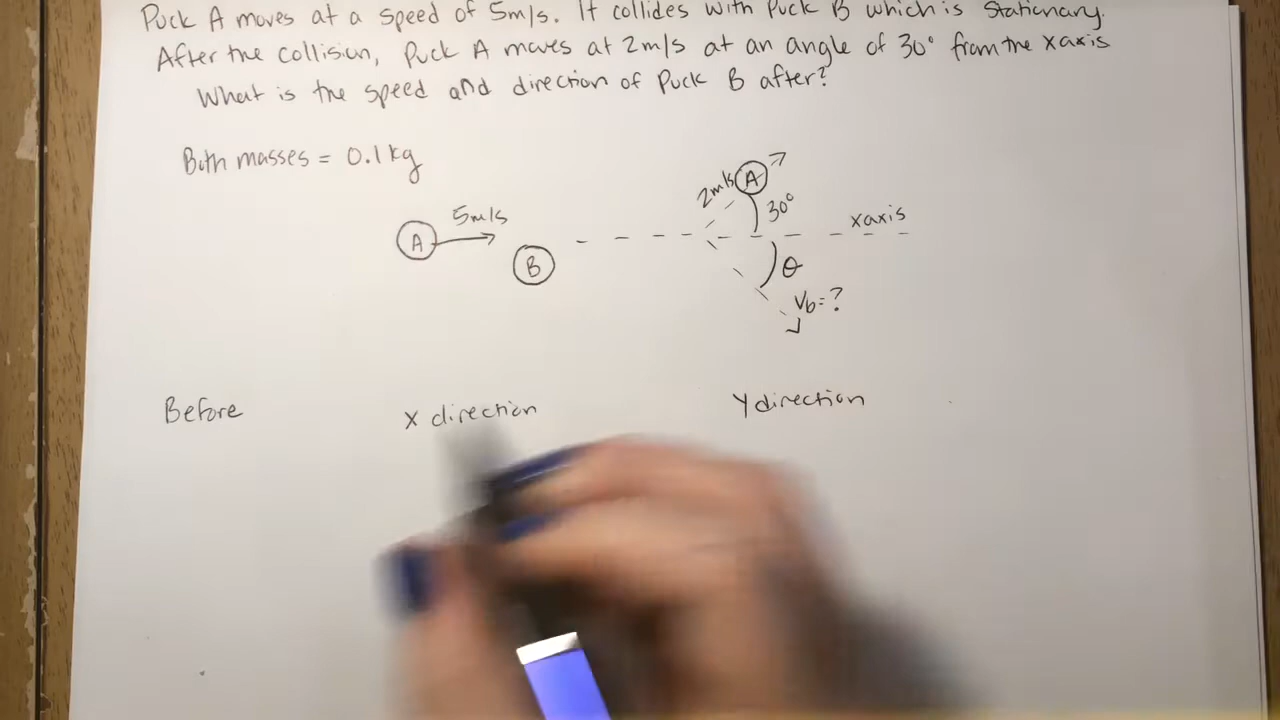 Puck A moves at a speed of 5m/s. It collides with Puck B which is stationary.
After the collision, Puck A moves at 2m/s at an angle of 30° from the x axis
What is the speed and direction of Puck B after?
Both masses = 0.1kg
2m/s A
30°
5m/s
x axis
A
B
θ
Vb=?
Before x direction Y direction